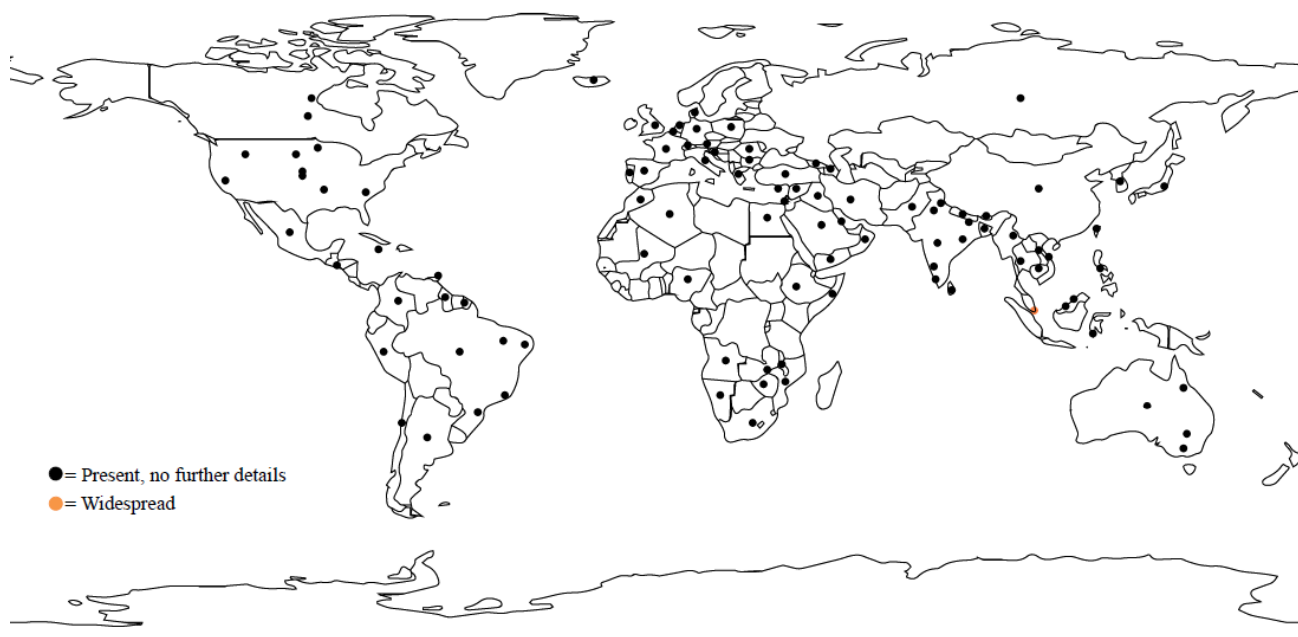 = Present, no further details
= Widespread